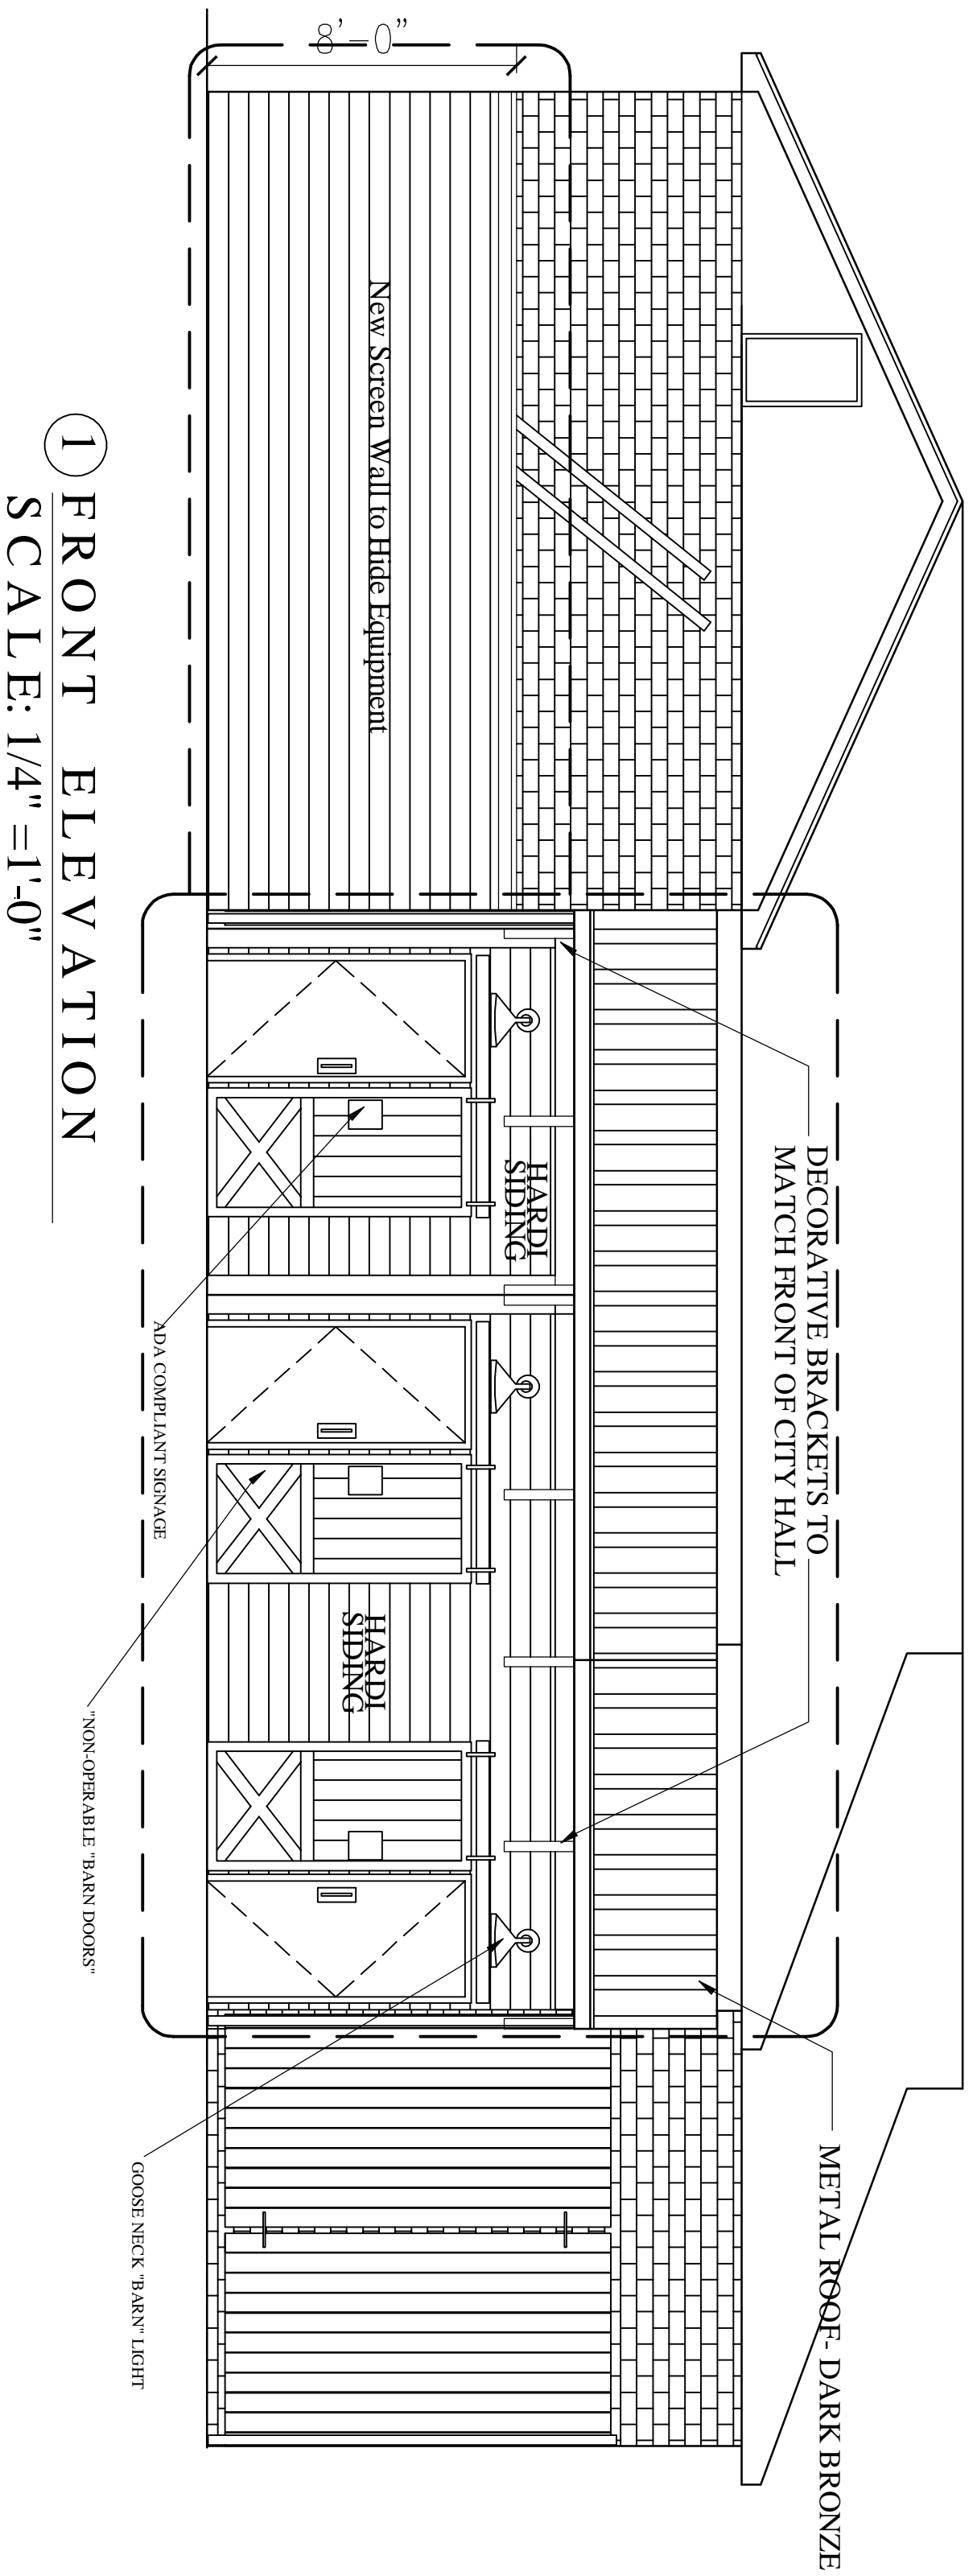 DECORATIVE BRACKETS TO
MATCH FRONT OF CITY HALL
METAL ROOF- DARK BRONZE
8'-0"
New Screen Wall to Hide Equipment
HARDI
SIDING
HARDI
SIDING
ADA COMPLIANT SIGNAGE
"NON-OPERABLE "BARN DOORS"
GOOSE NECK "BARN" LIGHT
1 FRONT ELEVATION
SCALE: 1/4" =1'-0"